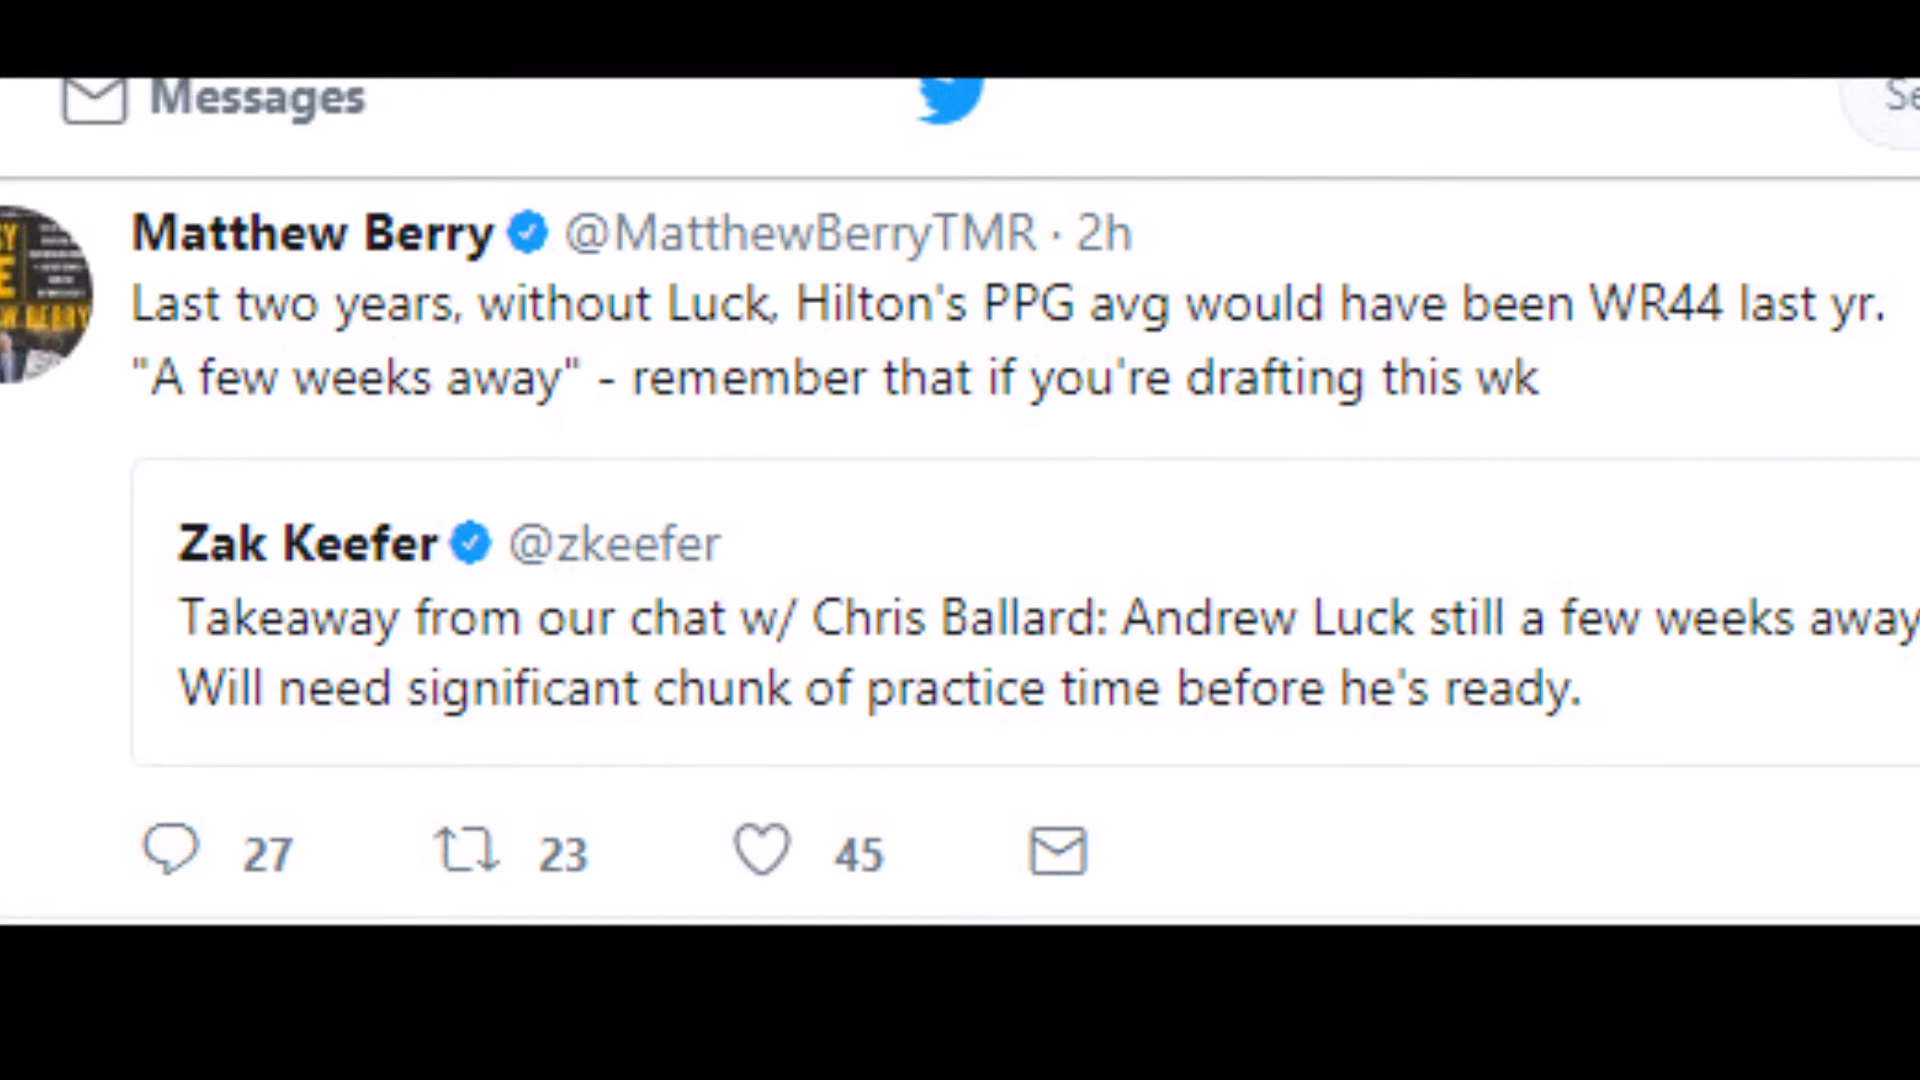 Messages
Matthew Berry @MatthewBerryTMR · 2h
Last two years, without Luck, Hilton's PPG avg would have been WR44 last yr.
"A few weeks away" - remember that if you're drafting this wk
Zak Keefer @zkeefer
Takeaway from our chat w/ Chris Ballard: Andrew Luck still a few weeks away
Will need significant chunk of practice time before he's ready.
27 23 45